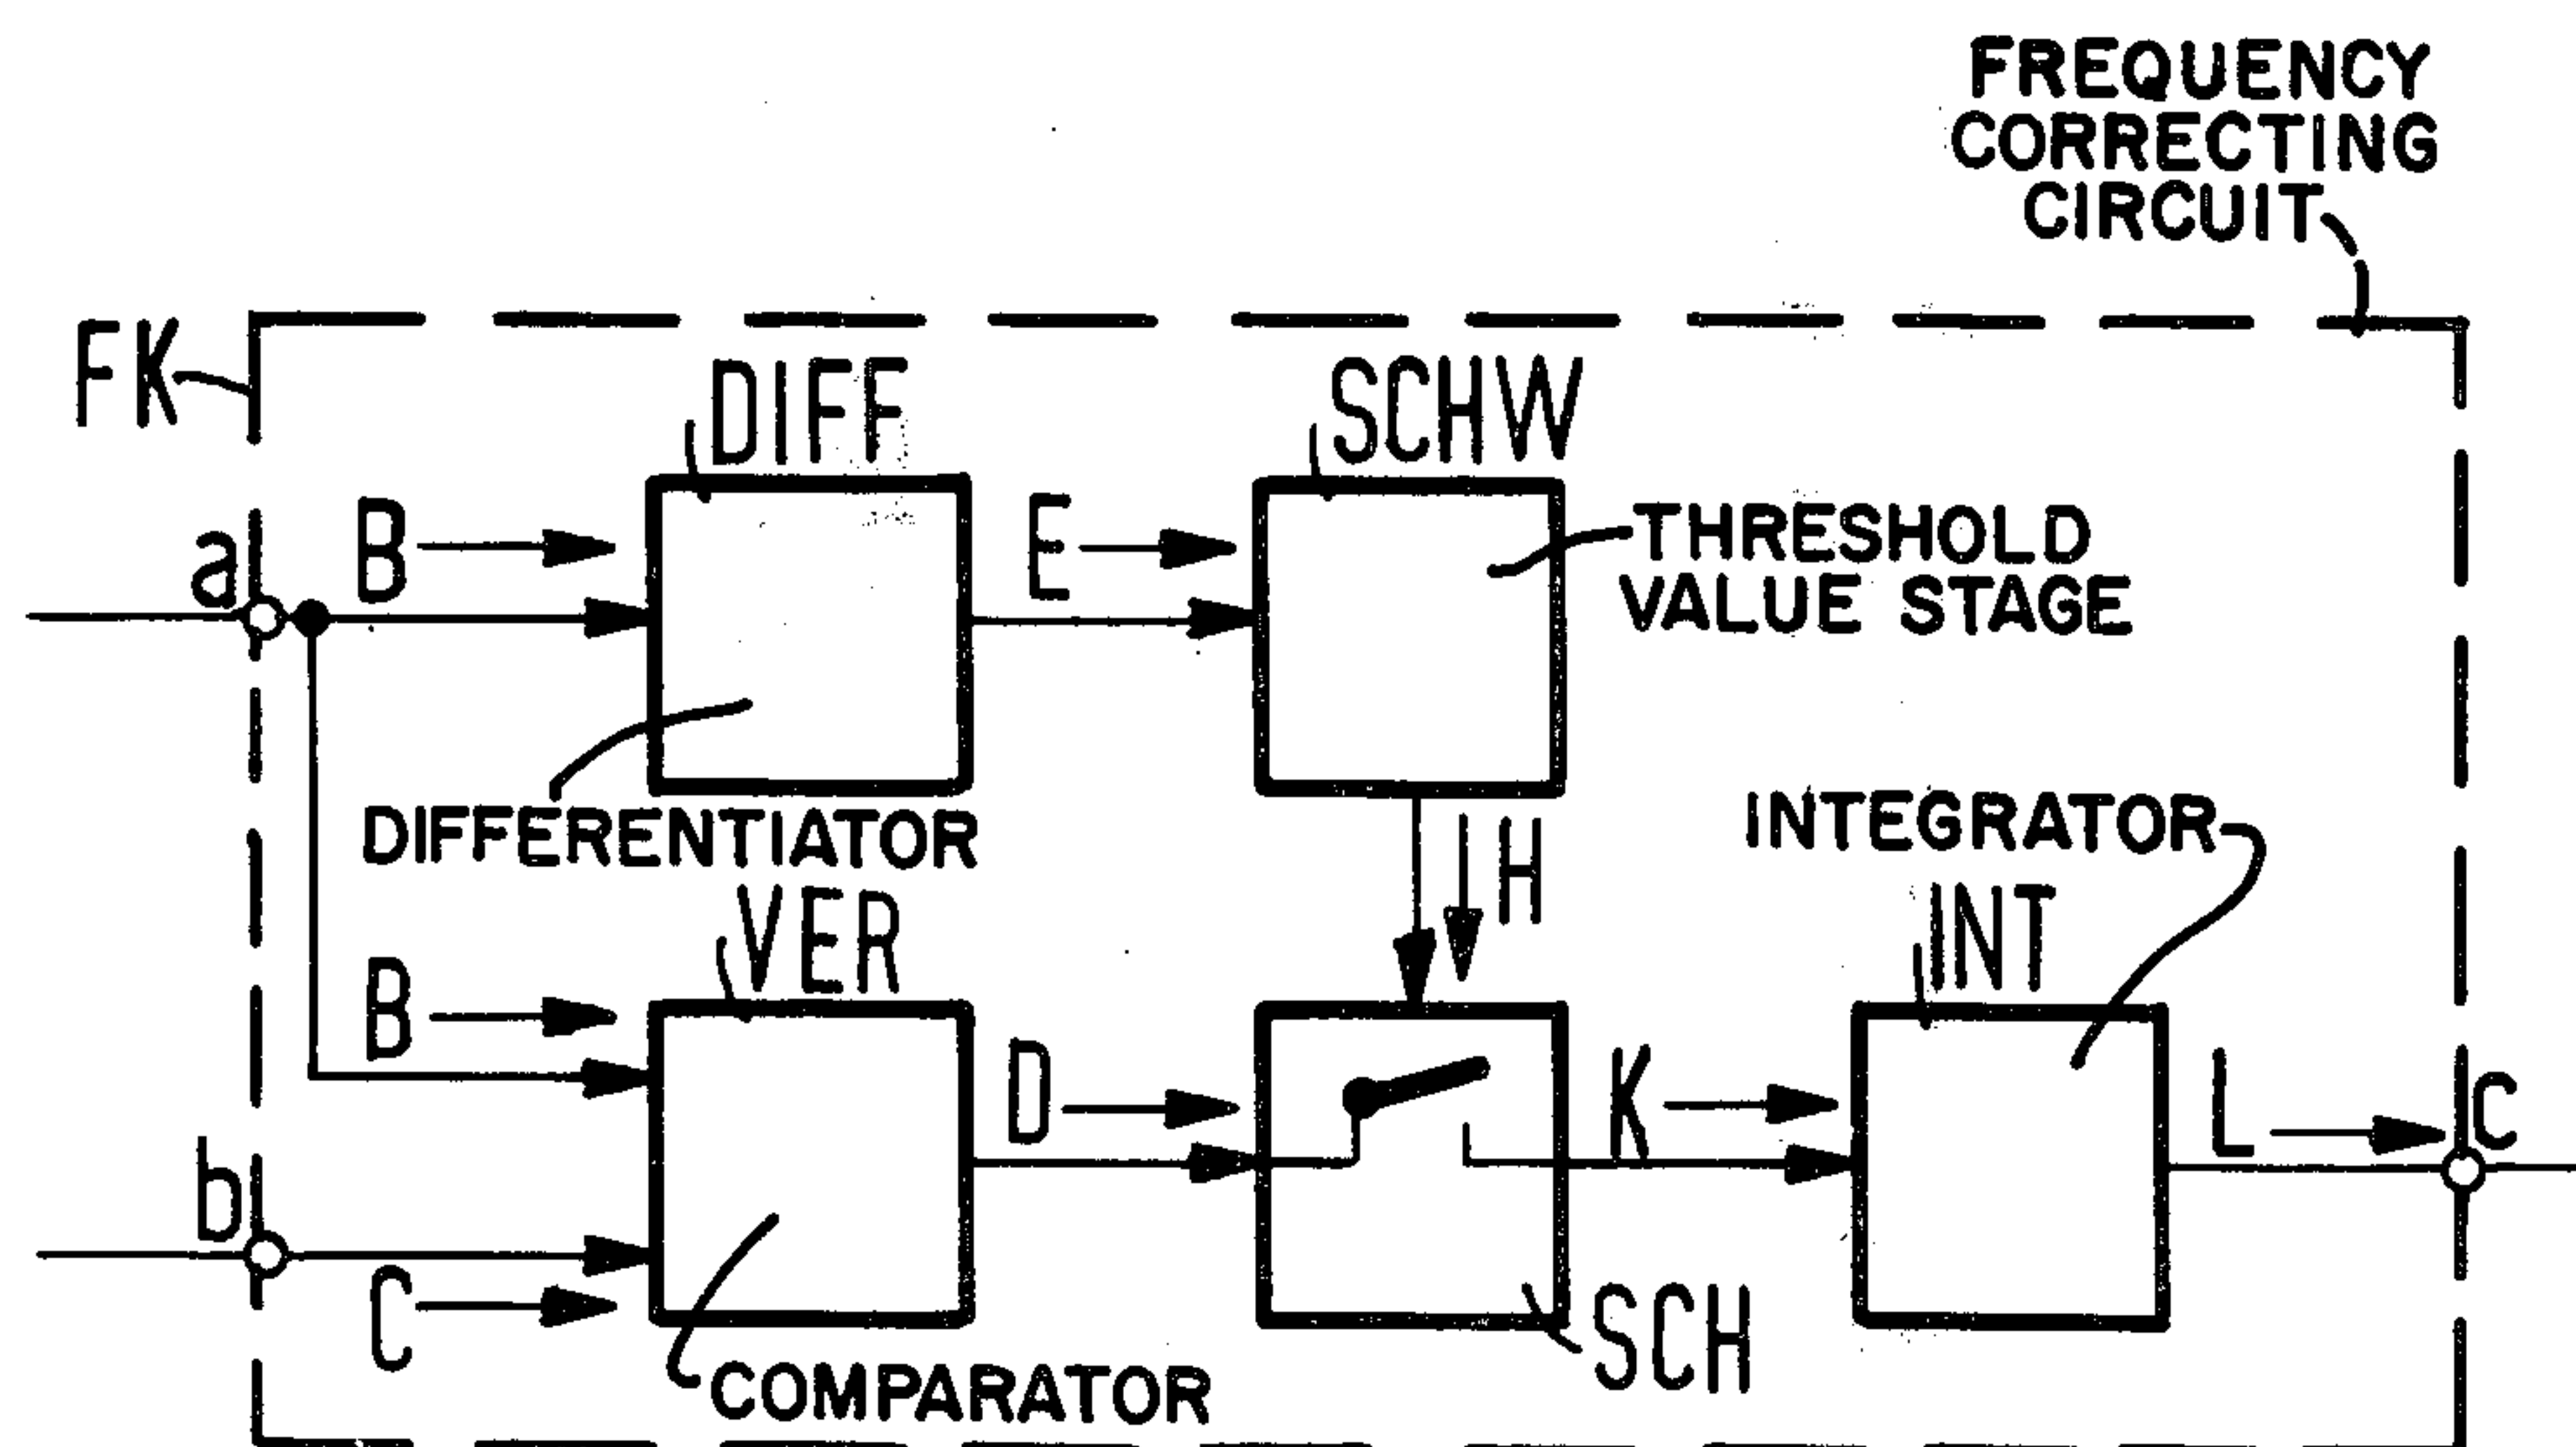 FREQUENCY
CORRECTING
CIRCUIT
FK
DIFF
SCHW
a
B
E
THRESHOLD
VALUE STAGE
DIFFERENTIATOR
H
INTEGRATOR
VER
INT
B
D
K
L
c
b
C
SCH
COMPARATOR